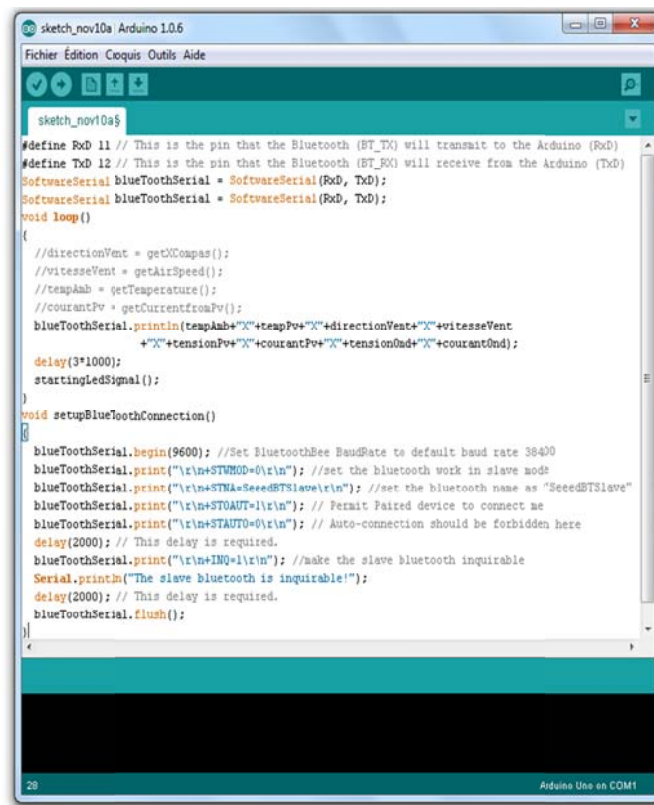 sketch_nov10a | Arduino 1.0.6
Fichier Édition Croquis Outils Aide
sketch_nov10a§
#define RxD 11 // This is the pin that the Bluetooth (BT_TX) will transmit to the Arduino (RxD)
#define TxD 12 // This is the pin that the Bluetooth (BT_RX) will receive from the Arduino (TxD)
SoftwareSerial blueToothSerial = SoftwareSerial(RxD, TxD);
SoftwareSerial blueToothSerial = SoftwareSerial(RxD, TxD);
void loop()
{
//directionVent = getXCompas();
//vitesseVent = getAirSpeed();
//tempAmb = getTemperature();
//courantPv = getCurrentfromPv();
blueToothSerial.println(tempAmb+"X"+tempPv+"X"+directionVent+"X"+vitesseVent
+"X"+tensionPv+"X"+courantPv+"X"+tensionOnd+"X"+courantOnd);
delay(3*1000);
startingLedSignal();
}
void setupBlueToothConnection()
{
blueToothSerial.begin(9600); //Set BluetoothBee BaudRate to default baud rate 38400
blueToothSerial.print("\r\n+STWMOD=0\r\n"); //set the bluetooth work in slave mode
blueToothSerial.print("\r\n+STNA=SeeedBTSlave\r\n"); //set the bluetooth name as "SeeedBTSlave"
blueToothSerial.print("\r\n+STOAUT=1\r\n"); // Permit Paired device to connect me
blueToothSerial.print("\r\n+STAUTO=0\r\n"); // Auto-connection should be forbidden here
delay(2000); // This delay is required.
blueToothSerial.print("\r\n+INQ=1\r\n"); //make the slave bluetooth inquirable
Serial.println("The slave bluetooth is inquirable!");
delay(2000); // This delay is required.
blueToothSerial.flush();
}
28
Arduino Uno on COM1